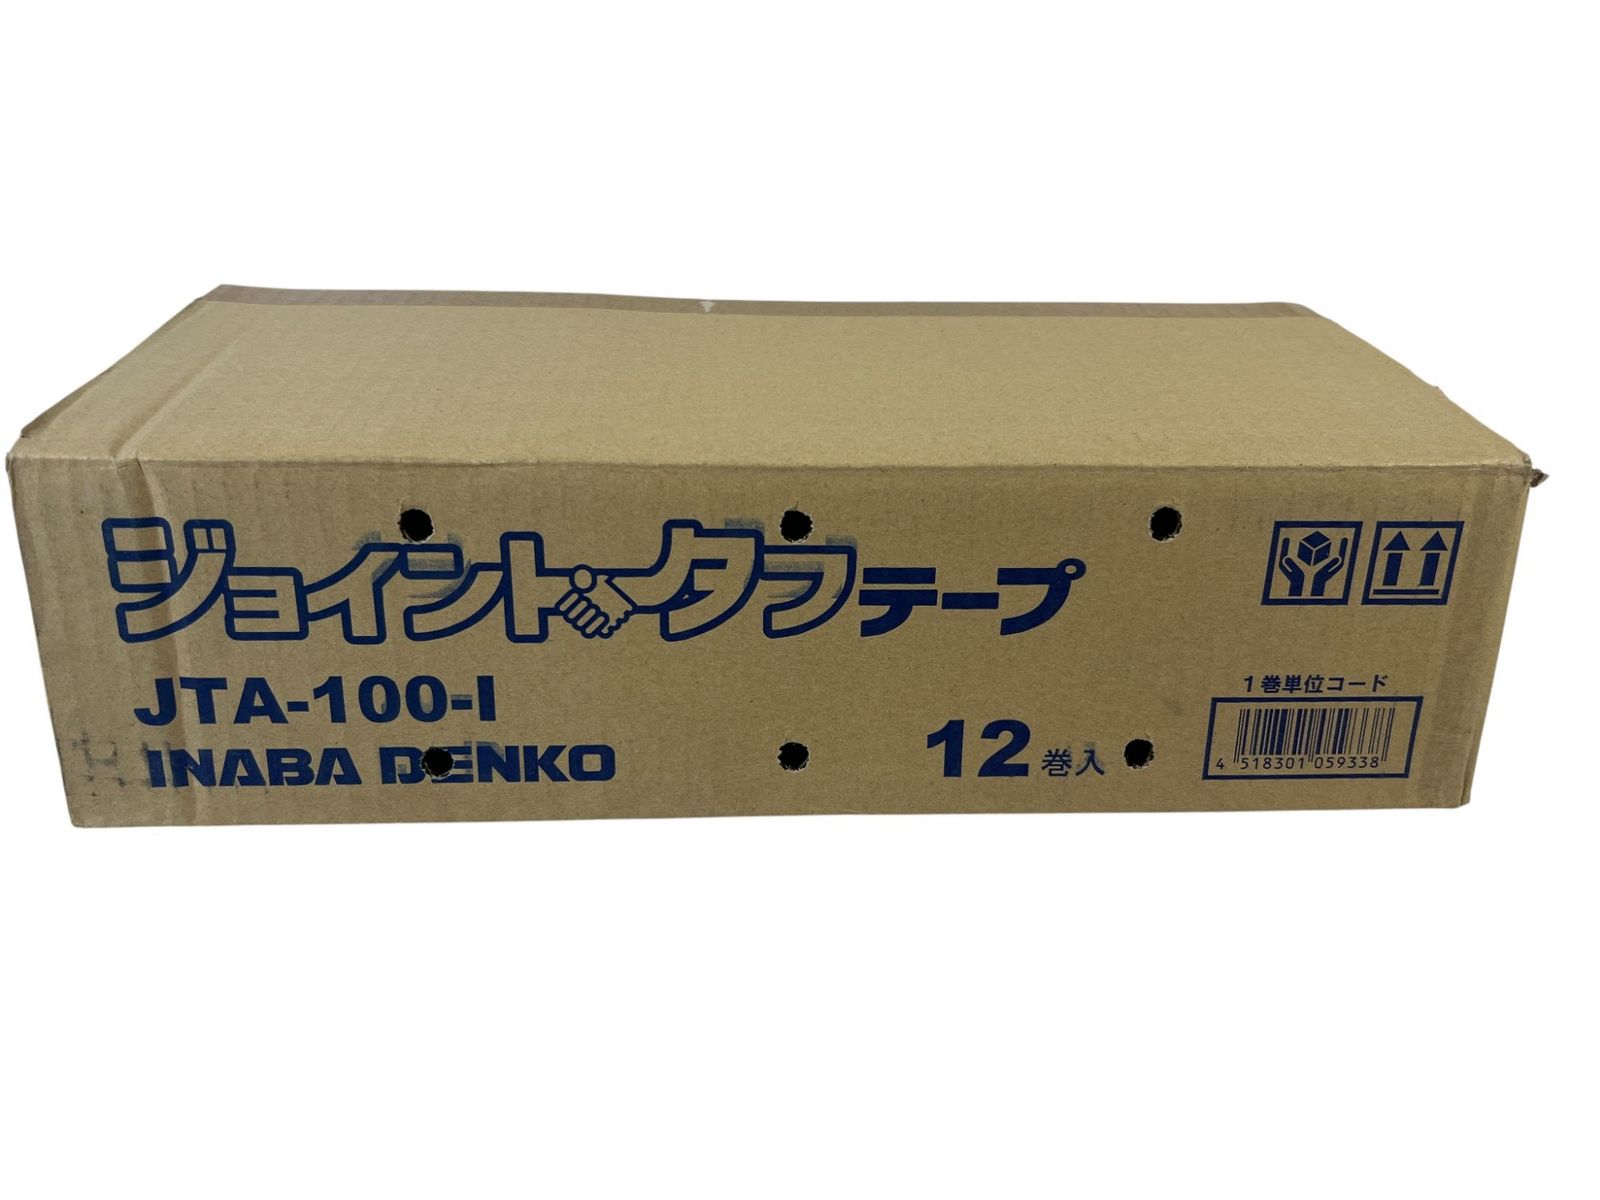 ジョイントタフテープ
JTA-100-I
INABA DENKO
12巻入
1巻単位コード
4 518301 059338